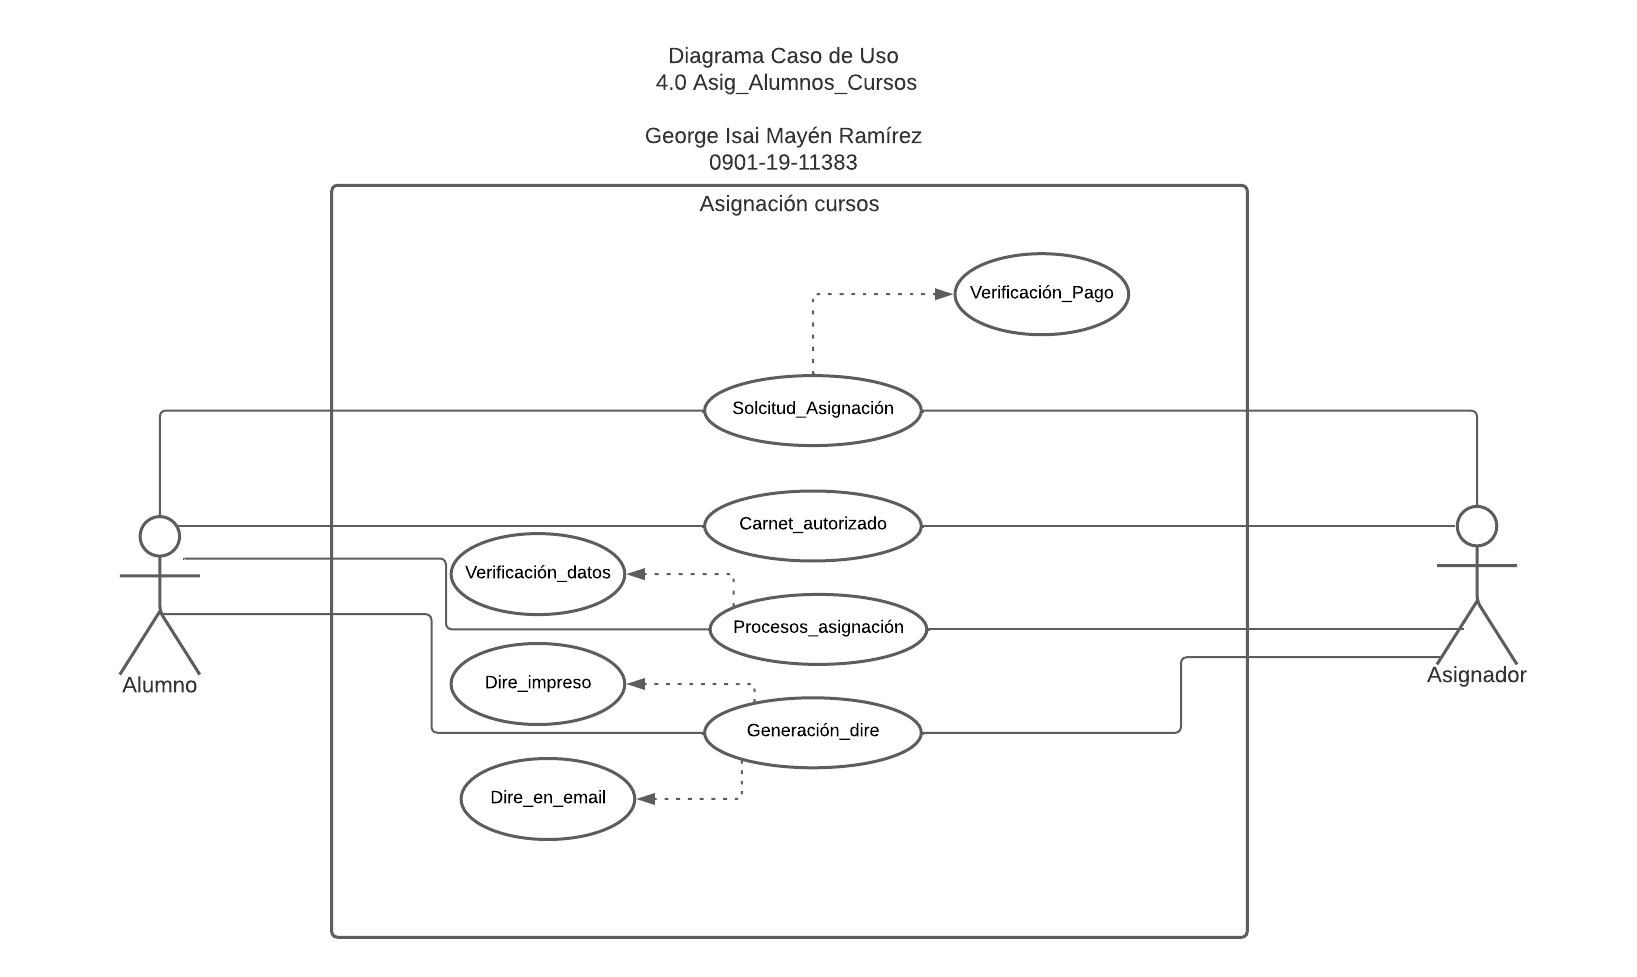 Diagrama Caso de Uso
4.0 Asig_Alumnos_Cursos
George Isai Mayén Ramírez
0901-19-11383
Asignación cursos
Verificación_Pago
Solcitud_Asignación
Carnet_autorizado
Verificación_datos
Procesos_asignación
Dire_impreso
Alumno
Asignador
Generación_dire
Dire_en_email